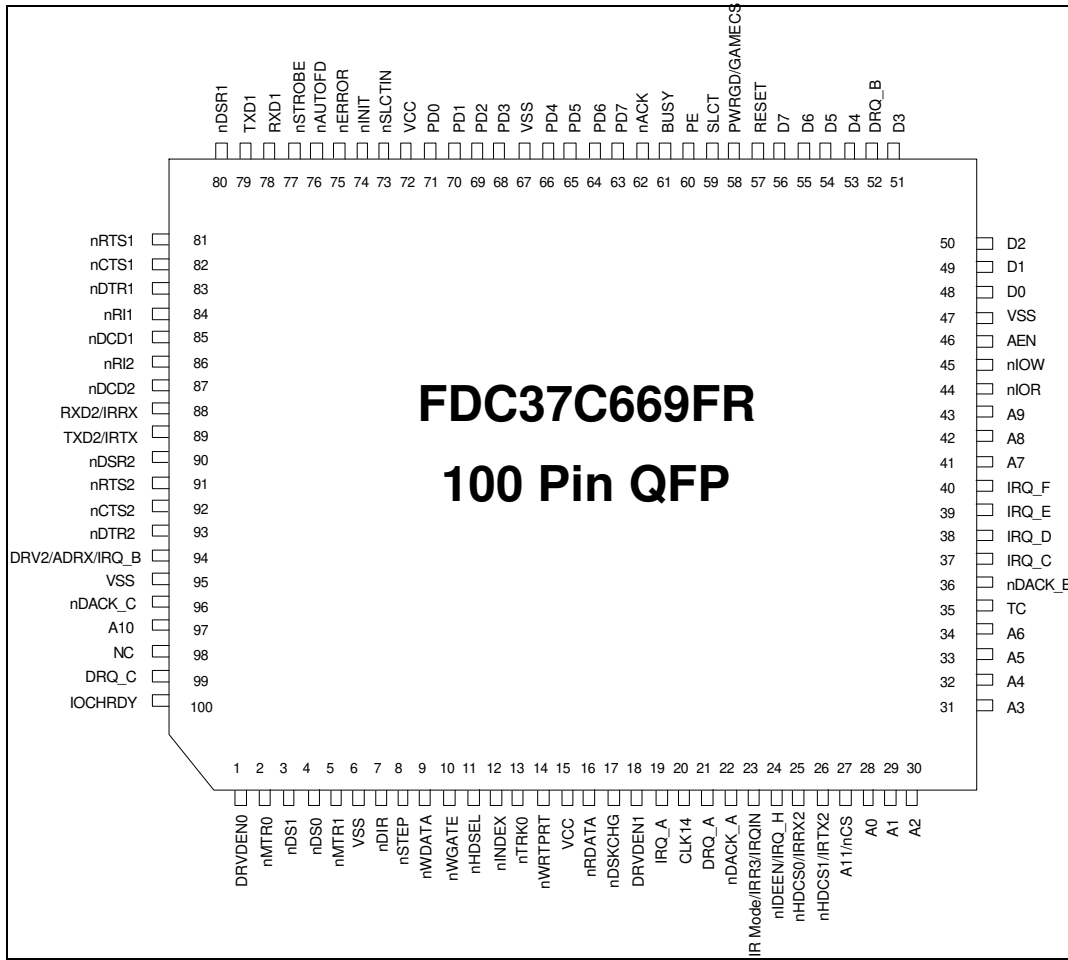 nDSR1 TXD1 RXD1 nSTROBE nAUTOFD nERROR nINIT nSLCTIN VCC PD0 PD1 PD2 PD3 VSS PD4 PD5 PD6 PD7 nACK BUSY PE SLCT PWRGD/GAMECS RESET D7 D6 D5 D4 DRQ_B D3
80 79 78 77 76 75 74 73 72 71 70 69 68 67 66 65 64 63 62 61 60 59 58 57 56 55 54 53 52 51
nRTS1 81
nCTS1 82
nDTR1 83
nRI1 84
nDCD1 85
nRI2 86
nDCD2 87
RXD2/IRRX 88
TXD2/IRTX 89
nDSR2 90
nRTS2 91
nCTS2 92
nDTR2 93
DRV2/ADRX/IRQ_B 94
VSS 95
nDACK_C 96
A10 97
NC 98
DRQ_C 99
IOCHRDY 100
FDC37C669FR
100 Pin QFP
50 D2
49 D1
48 D0
47 VSS
46 AEN
45 nIOW
44 nIOR
43 A9
42 A8
41 A7
40 IRQ_F
39 IRQ_E
38 IRQ_D
37 IRQ_C
36 nDACK_B
35 TC
34 A6
33 A5
32 A4
31 A3
1 2 3 4 5 6 7 8 9 10 11 12 13 14 15 16 17 18 19 20 21 22 23 24 25 26 27 28 29 30
DRVDEN0 nMTR0 nDS1 nDS0 nMTR1 VSS nDIR nSTEP nWDATA nWGATE nHDSEL nINDEX nTRK0 nWRTPRT VCC nRDATA nDSKCHG DRVDEN1 IRQ_A CLK14 DRQ_A nDACK_A IR Mode/IRR3/IRQIN nIDEEN/IRQ_H nHDCS0/IRRX2 nHDCS1/IRTX2 A11/nCS A0 A1 A2